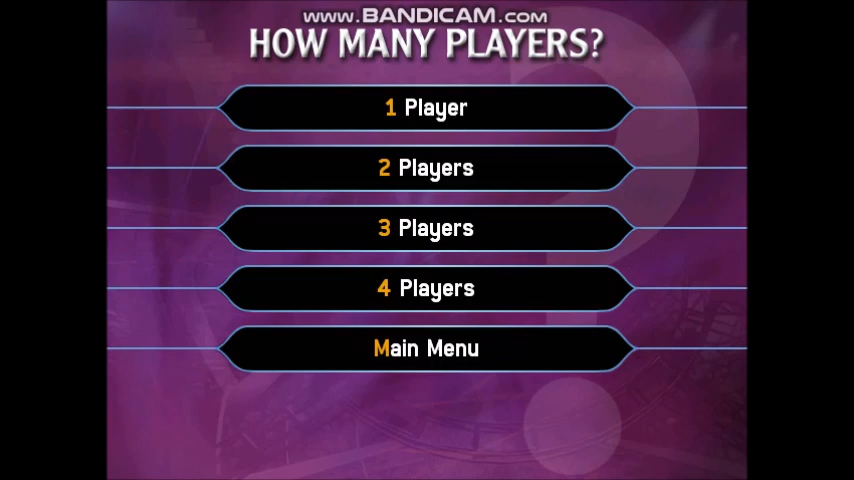 www.BANDICAM.com
HOW MANY PLAYERS?
1 Player
2 Players
3 Players
4 Players
Main Menu